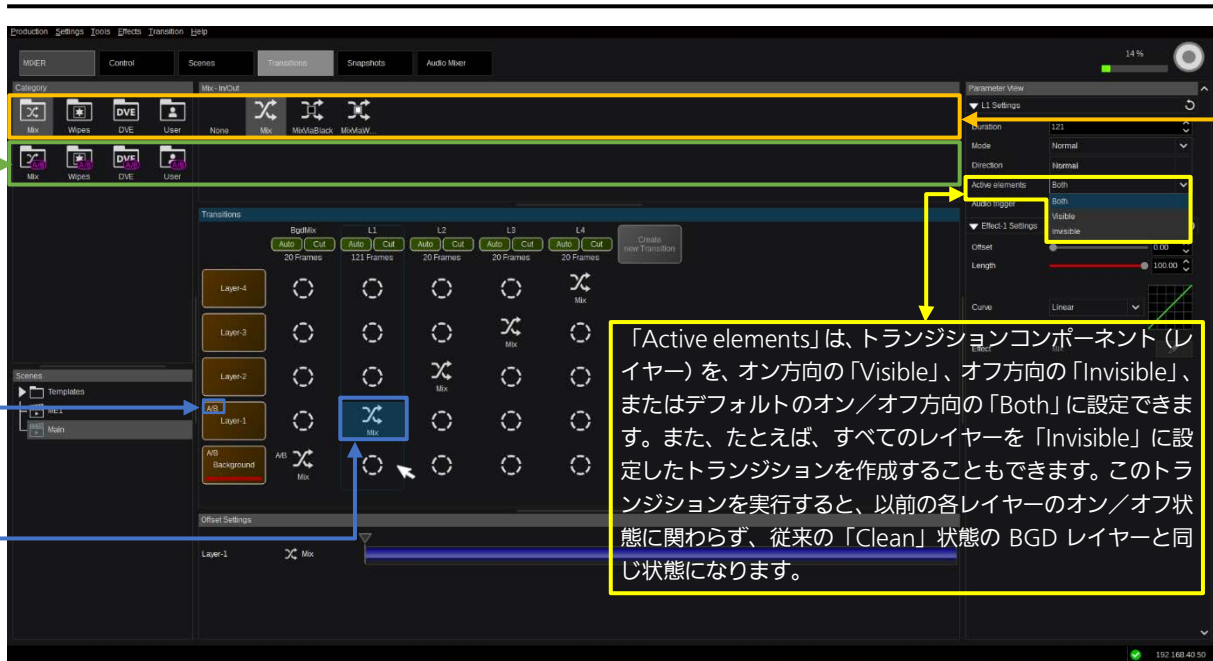 Production Settings Tools Effects Transition Help
MIXER Control Scenes Transitions Snapshots Audio Mixer 14 %
Category Mix - In/Out Parameter View
L1 Settings
Mix Wipes DVE User None Mix MixViaBlack MixViaW...
Duration 121
Mode Normal
A/B A/B A/B A/B
Mix Wipes DVE User
Direction Normal
Active elements Both
Audio trigger Both
Visible
Invisible
Effect-1 Settings
Offset 0.00
Length 100.00
Curve Linear
Effect Mix
Transitions
BgdMix L1 L2 L3 L4
Auto Cut Auto Cut Auto Cut Auto Cut Auto Cut
Create new Transition
20 Frames 121 Frames 20 Frames 20 Frames 20 Frames
Layer-4 Mix
Layer-3 Mix
Layer-2 Mix
A/B
Layer-1 Mix
A/B
Background A/B Mix
Scenes
Templates
ME1
Main
Offset Settings
Layer-1 Mix
「Active elements」は、トランジションコンポーネント（レ
イヤー）を、オン方向の「Visible」、オフ方向の「Invisible」、
またはデフォルトのオン／オフ方向の「Both」に設定できま
す。また、たとえば、すべてのレイヤーを「Invisible」に設
定したトランジションを作成することもできます。このトラ
ンジションを実行すると、以前の各レイヤーのオン／オフ状
態に関わらず、従来の「Clean」状態の BGD レイヤーと同
じ状態になります。
192.168.40.50